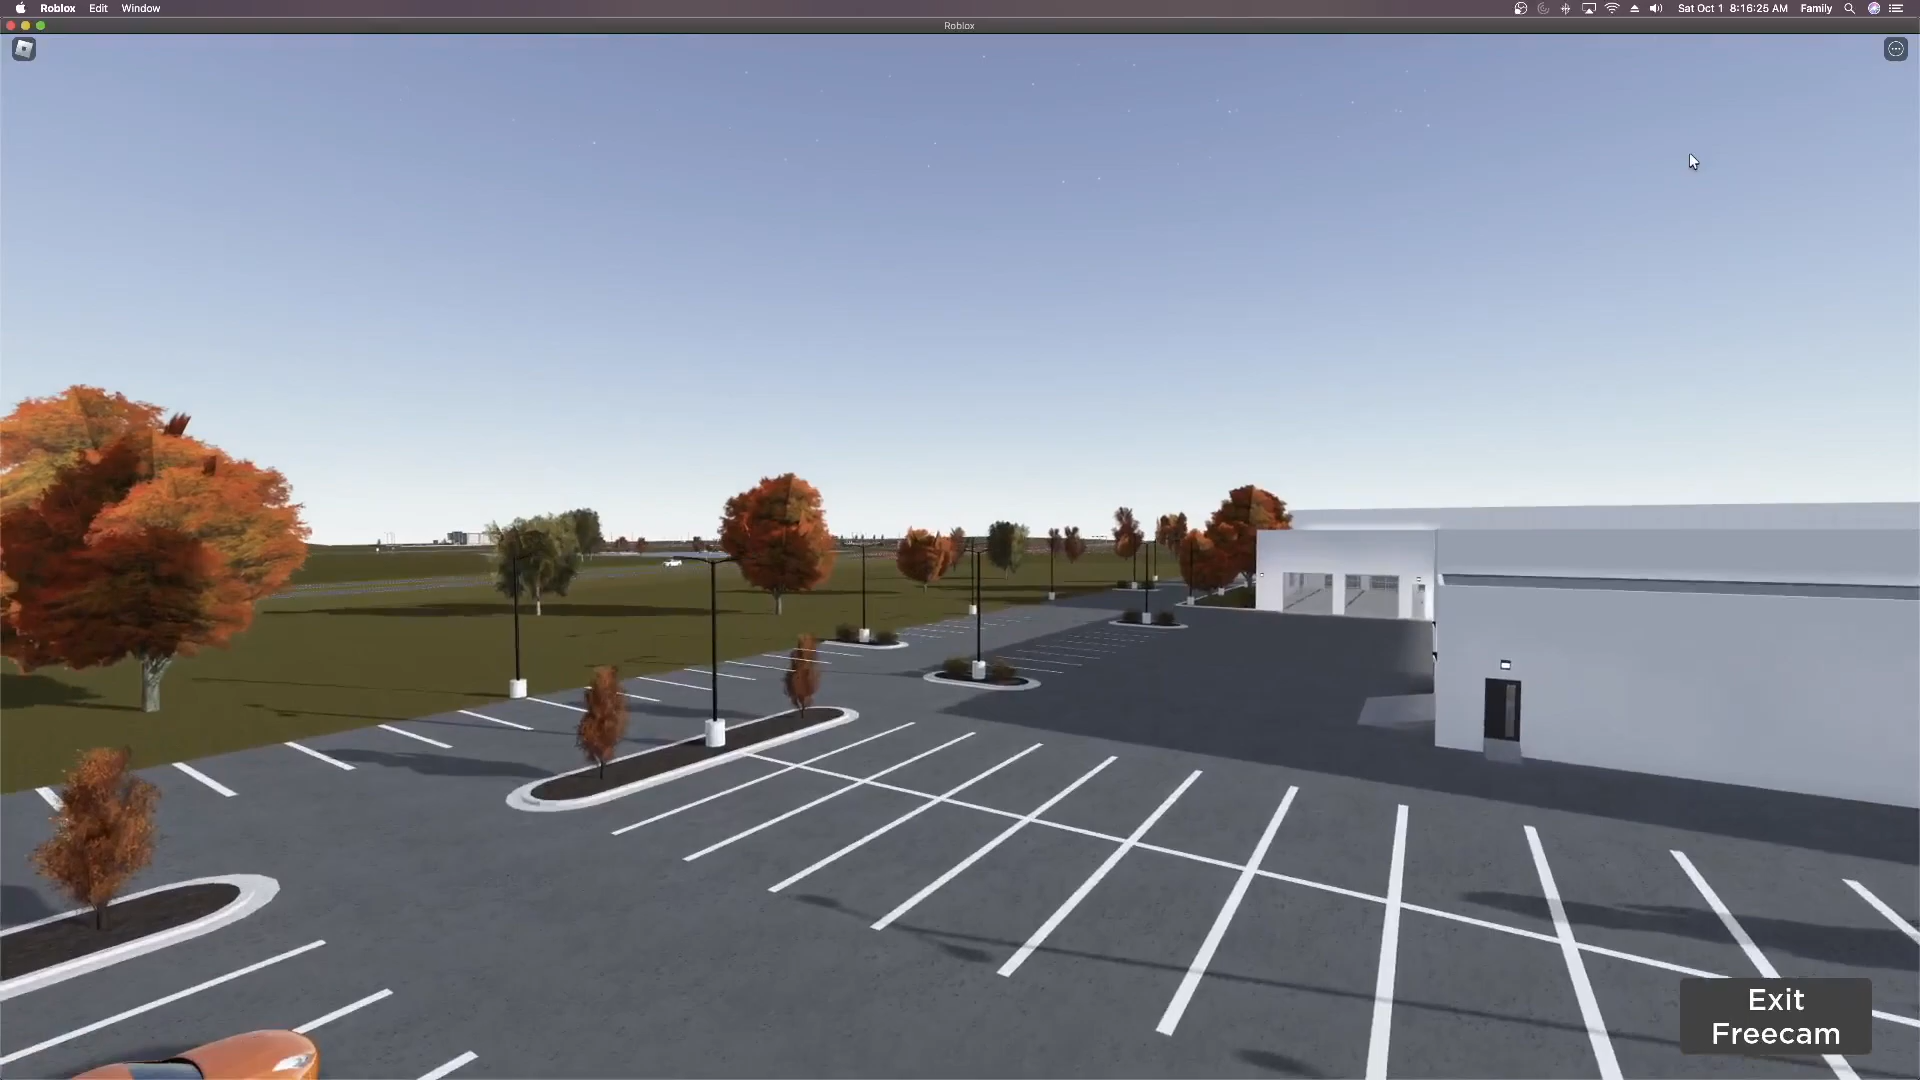 Roblox Edit Window
Sat Oct 1 8:16:25 AM Family
Roblox
Exit
Freecam